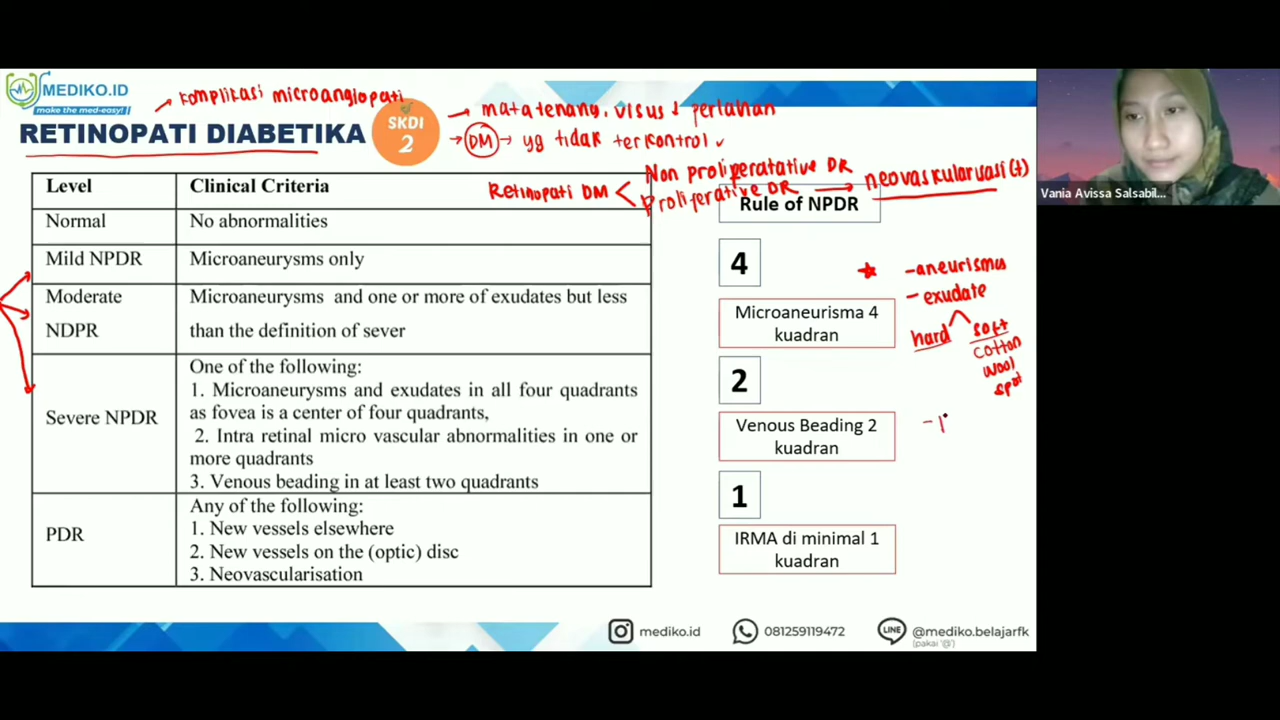 MEDIKO.ID
make the med-easy!
→ komplikasi microangiopati
RETINOPATI DIABETIKA
SKDI
2
→ mata tenang, visus ↓ perlahan
→ DM → yg tidak terkontrol
Retinopati DM <
Non proliperatative DR
Proliperative DR → neovaskularisasi (+)
Level
Clinical Criteria
Normal
No abnormalities
Mild NPDR
Microaneurysms only
Moderate
NDPR
Microaneurysms and one or more of exudates but less
than the definition of sever
Severe NPDR
One of the following:
1. Microaneurysms and exudates in all four quadrants
as fovea is a center of four quadrants,
2. Intra retinal micro vascular abnormalities in one or
more quadrants
3. Venous beading in at least two quadrants
PDR
Any of the following:
1. New vessels elsewhere
2. New vessels on the (optic) disc
3. Neovascularisation
Rule of NPDR
4
Microaneurisma 4
kuadran
2
Venous Beading 2
kuadran
1
IRMA di minimal 1
kuadran
- aneurisma
- exudate
hard
soft
cotton
wool
spot
mediko.id
081259119472
@mediko.belajarfk
(pakai '@')
Vania Avissa Salsabil...